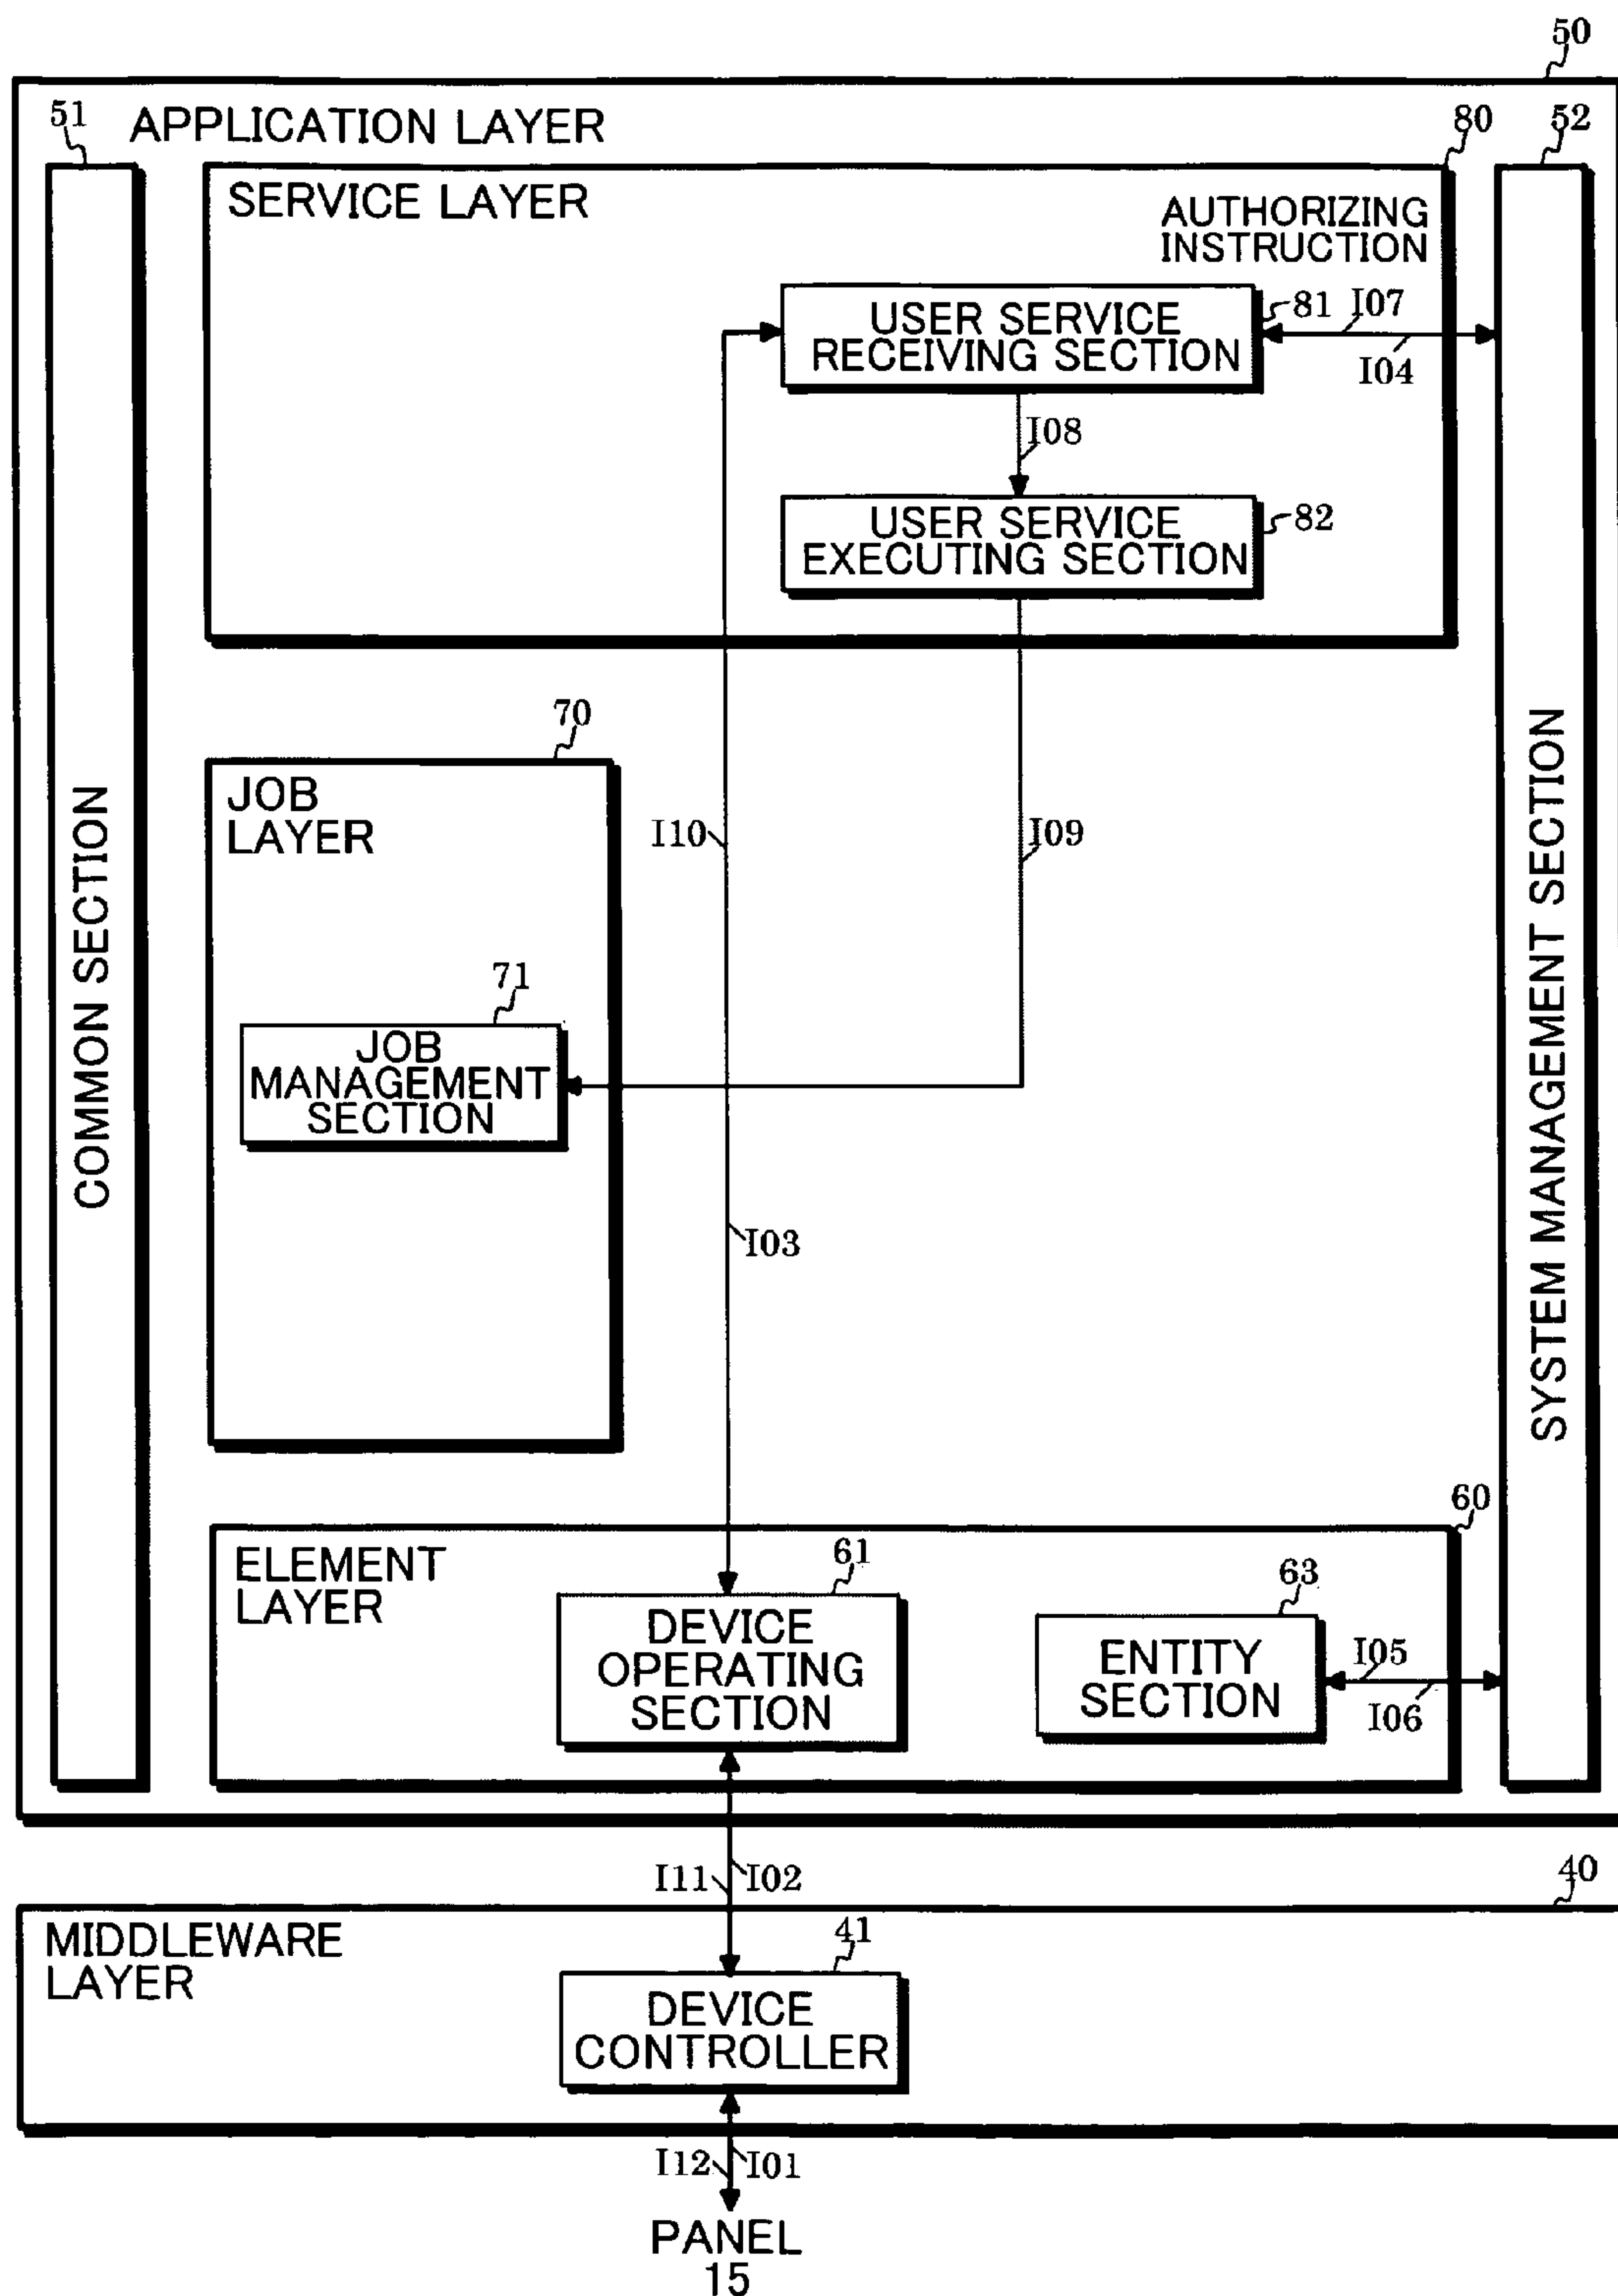 50
51
APPLICATION LAYER
80
52
SERVICE LAYER
AUTHORIZING
INSTRUCTION
USER SERVICE
RECEIVING SECTION
81
I07
I04
I08
USER SERVICE
EXECUTING SECTION
82
70
JOB
LAYER
I10
I09
COMMON SECTION
SYSTEM MANAGEMENT SECTION
71
JOB
MANAGEMENT
SECTION
I03
60
ELEMENT
LAYER
61
63
DEVICE
OPERATING
SECTION
ENTITY
SECTION
I05
I06
I11
I02
40
MIDDLEWARE
LAYER
41
DEVICE
CONTROLLER
I12
I01
PANEL
15